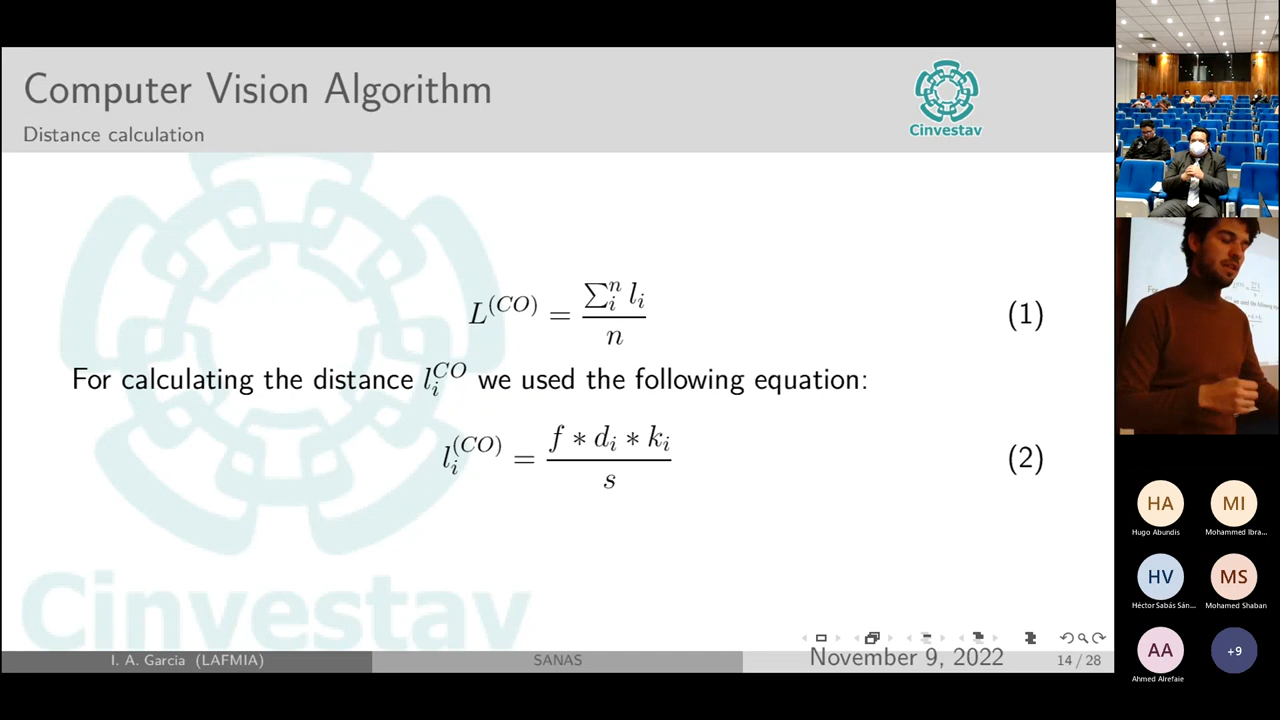 Computer Vision Algorithm
Distance calculation
Cinvestav
L^{(CO)} = \frac{\sum_i^n l_i}{n} (1)
For calculating the distance l_i^{CO} we used the following equation:
l_i^{(CO)} = \frac{f * d_i * k_i}{s} (2)
Cinvestav
I. A. Garcia (LAFMIA)
SANAS
November 9, 2022
14 / 28
HA
Hugo Abundis
MI
Mohammed Ibra...
HV
Héctor Sabás Sán...
MS
Mohamed Shaban
AA
Ahmed Alrefaie
+9